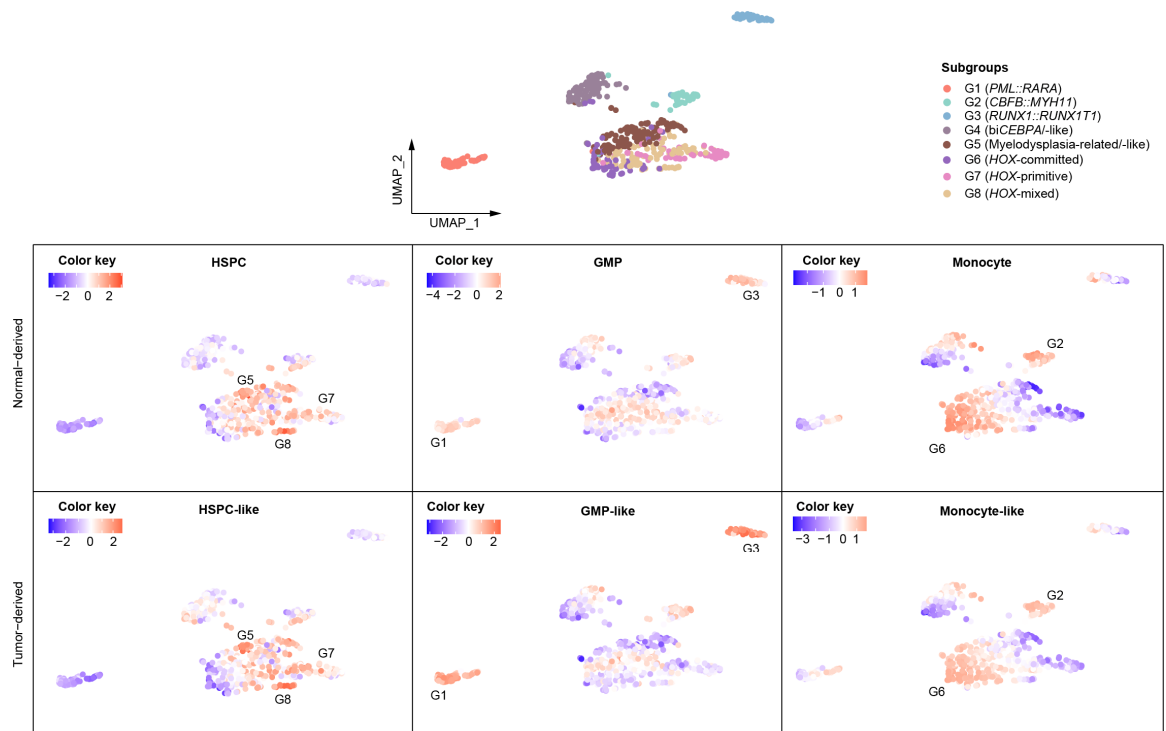 Subgroups
G1 (PML::RARA)
G2 (CBFB::MYH11)
G3 (RUNX1::RUNX1T1)
G4 (biCEBPA/-like)
G5 (Myelodysplasia-related/-like)
G6 (HOX-committed)
G7 (HOX-primitive)
G8 (HOX-mixed)
UMAP_2
UMAP_1
Normal−derived
Color key
HSPC
−2 0 2
G5
G7
G8
Color key
GMP
−4 −2 0 2
G3
G1
Color key
Monocyte
−1 0 1
G2
G6
Tumor−derived
Color key
HSPC-like
−2 0 2
G5
G7
G8
Color key
GMP-like
−2 0 2
G3
G1
Color key
Monocyte-like
−3 −1 0 1
G2
G6